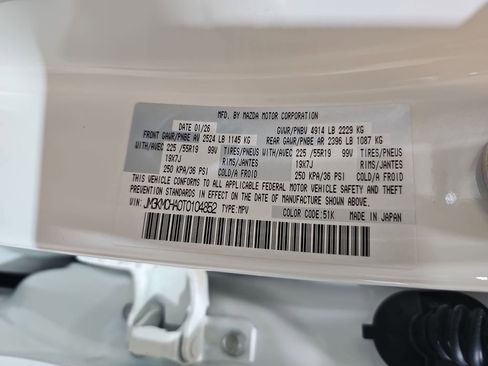 MFD. BY MAZDA MOTOR CORPORATION
DATE 01/26 GVWR/PNBV 4914 LB 2229 KG
FRONT GAWR/PNBE AV 2524 LB 1145 KG REAR GAWR/PNBE AR 2396 LB 1087 KG
WITH/AVEC 225 /55R19 99V TIRES/PNEUS WITH/AVEC 225 /55R19 99V TIRES/PNEUS
19X7J RIMS/JANTES 19X7J RIMS/JANTES
250 KPA/36 PSI COLD/A FROID 250 KPA/36 PSI COLD/A FROID
THIS VEHICLE CONFORMS TO ALL APPLICABLE FEDERAL MOTOR VEHICLE SAFETY AND THEFT
PREVENTION STANDARDS IN EFFECT ON THE DATE OF MANUFACTURE SHOWN ABOVE.
VIN: JM3KMDHA0T0104852 TYPE:MPV COLOR CODE:51K MADE IN JAPAN